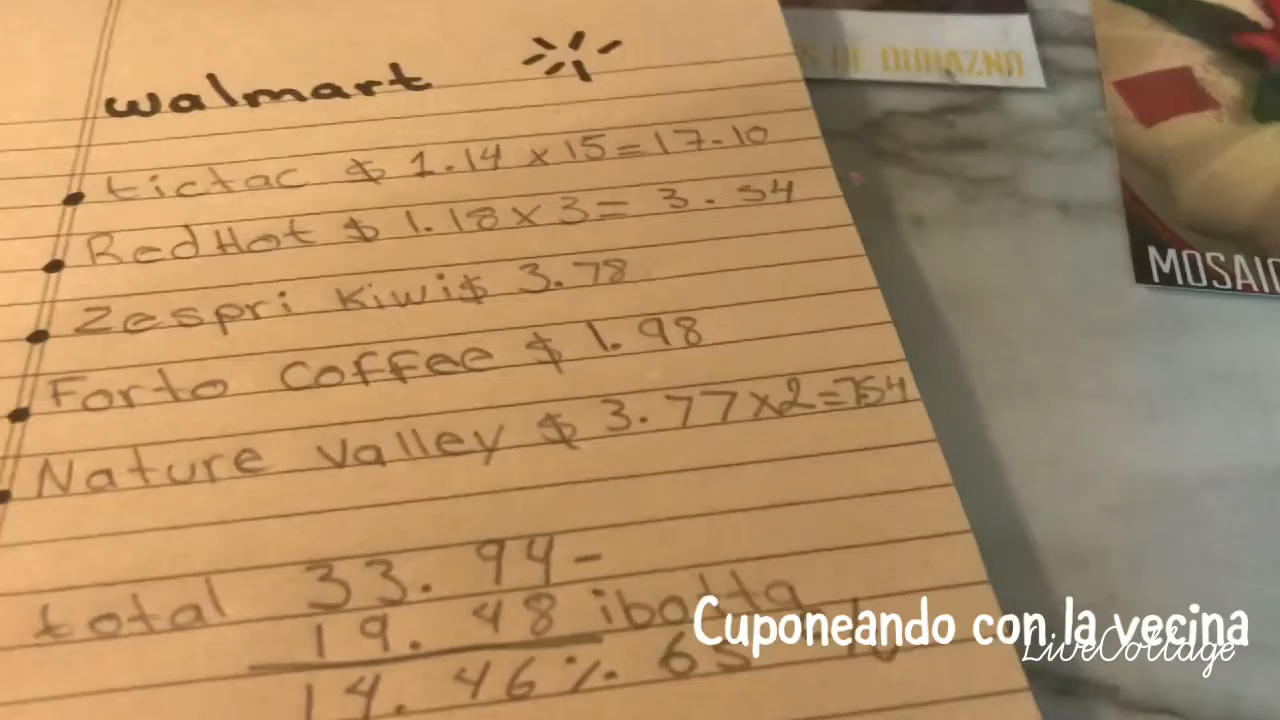 walmart
tictac $ 1.14 x 15 = 17.10
RedHot $ 1.18 x 3 = 3.54
Zespri Kiwi $ 3.78
Forto Coffee $ 1.98
Nature Valley $ 3.77 x 2 = 7.54
total 33.94 -
19.48 ibotta
14.46 %. 65
DE DURAZNO
MOSAIC
Cuponeando con la vecina
LiveCollage